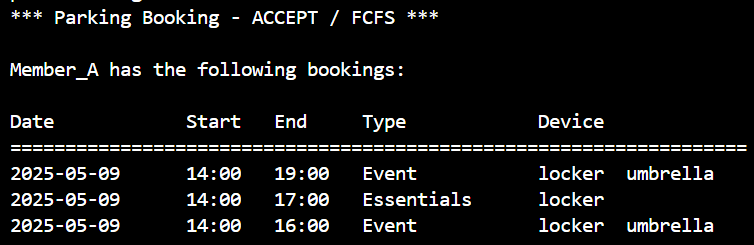 *** Parking Booking - ACCEPT / FCFS ***
Member_A has the following bookings:
Date Start End Type Device
===================================================================
2025-05-09 14:00 19:00 Event locker umbrella
2025-05-09 14:00 17:00 Essentials locker
2025-05-09 14:00 16:00 Event locker umbrella